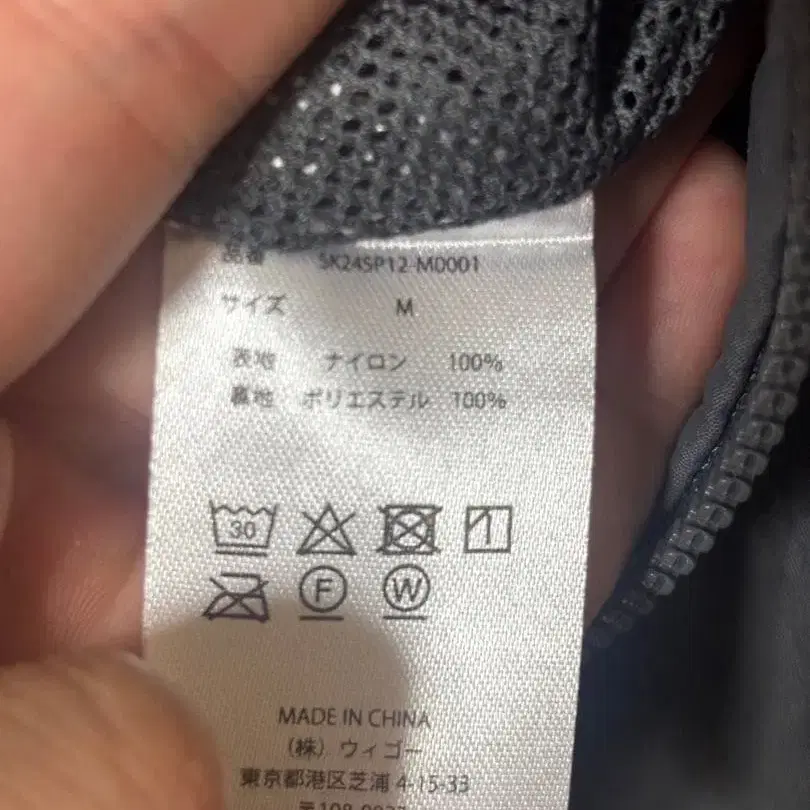 品番 SK24SP12-M0001
サイズ M
表地 ナイロン 100%
裏地 ポリエステル 100%
30
F W
MADE IN CHINA
（株）ウィゴー
東京都港区芝浦 4-15-33